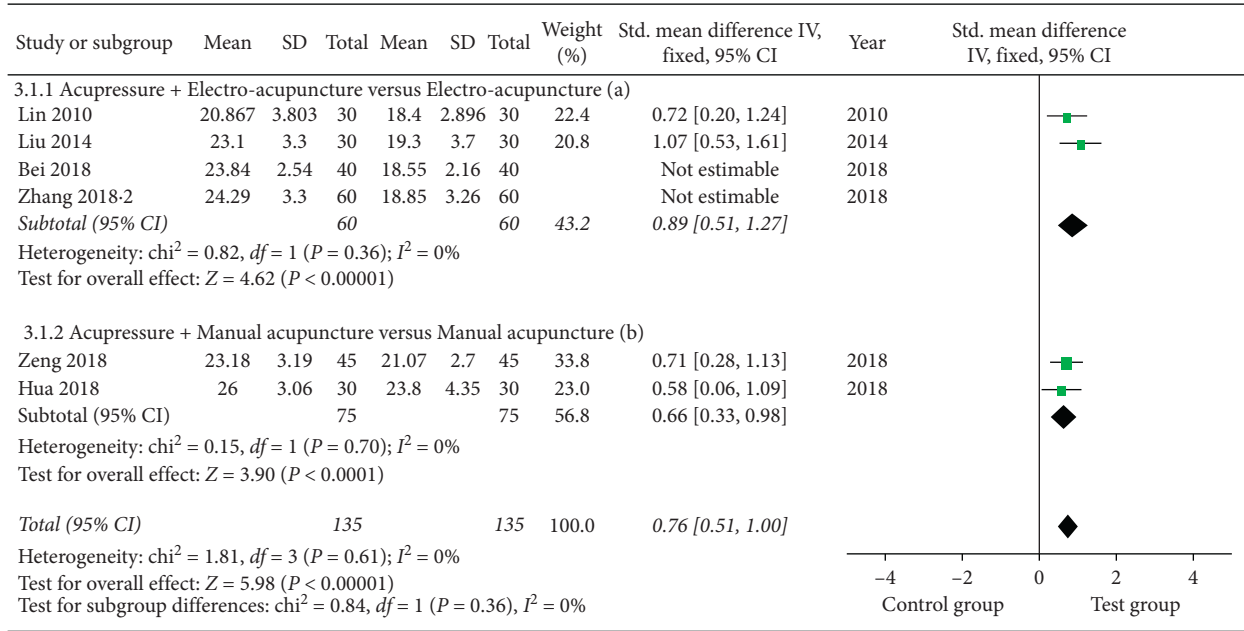 Study or subgroup Mean SD Total Mean SD Total Weight (%) Std. mean difference IV, fixed, 95% CI Year Std. mean difference IV, fixed, 95% CI
3.1.1 Acupressure + Electro-acupuncture versus Electro-acupuncture (a)
Lin 2010 20.867 3.803 30 18.4 2.896 30 22.4 0.72 [0.20, 1.24] 2010
Liu 2014 23.1 3.3 30 19.3 3.7 30 20.8 1.07 [0.53, 1.61] 2014
Bei 2018 23.84 2.54 40 18.55 2.16 40 Not estimable 2018
Zhang 2018·2 24.29 3.3 60 18.85 3.26 60 Not estimable 2018
Subtotal (95% CI) 60 60 43.2 0.89 [0.51, 1.27]
Heterogeneity: chi² = 0.82, df = 1 (P = 0.36); I² = 0%
Test for overall effect: Z = 4.62 (P < 0.00001)
3.1.2 Acupressure + Manual acupuncture versus Manual acupuncture (b)
Zeng 2018 23.18 3.19 45 21.07 2.7 45 33.8 0.71 [0.28, 1.13] 2018
Hua 2018 26 3.06 30 23.8 4.35 30 23.0 0.58 [0.06, 1.09] 2018
Subtotal (95% CI) 75 75 56.8 0.66 [0.33, 0.98]
Heterogeneity: chi² = 0.15, df = 1 (P = 0.70); I² = 0%
Test for overall effect: Z = 3.90 (P < 0.0001)
Total (95% CI) 135 135 100.0 0.76 [0.51, 1.00]
Heterogeneity: chi² = 1.81, df = 3 (P = 0.61); I² = 0%
Test for overall effect: Z = 5.98 (P < 0.00001)
Test for subgroup differences: chi² = 0.84, df = 1 (P = 0.36), I² = 0%
−4 −2 0 2 4
Control group Test group